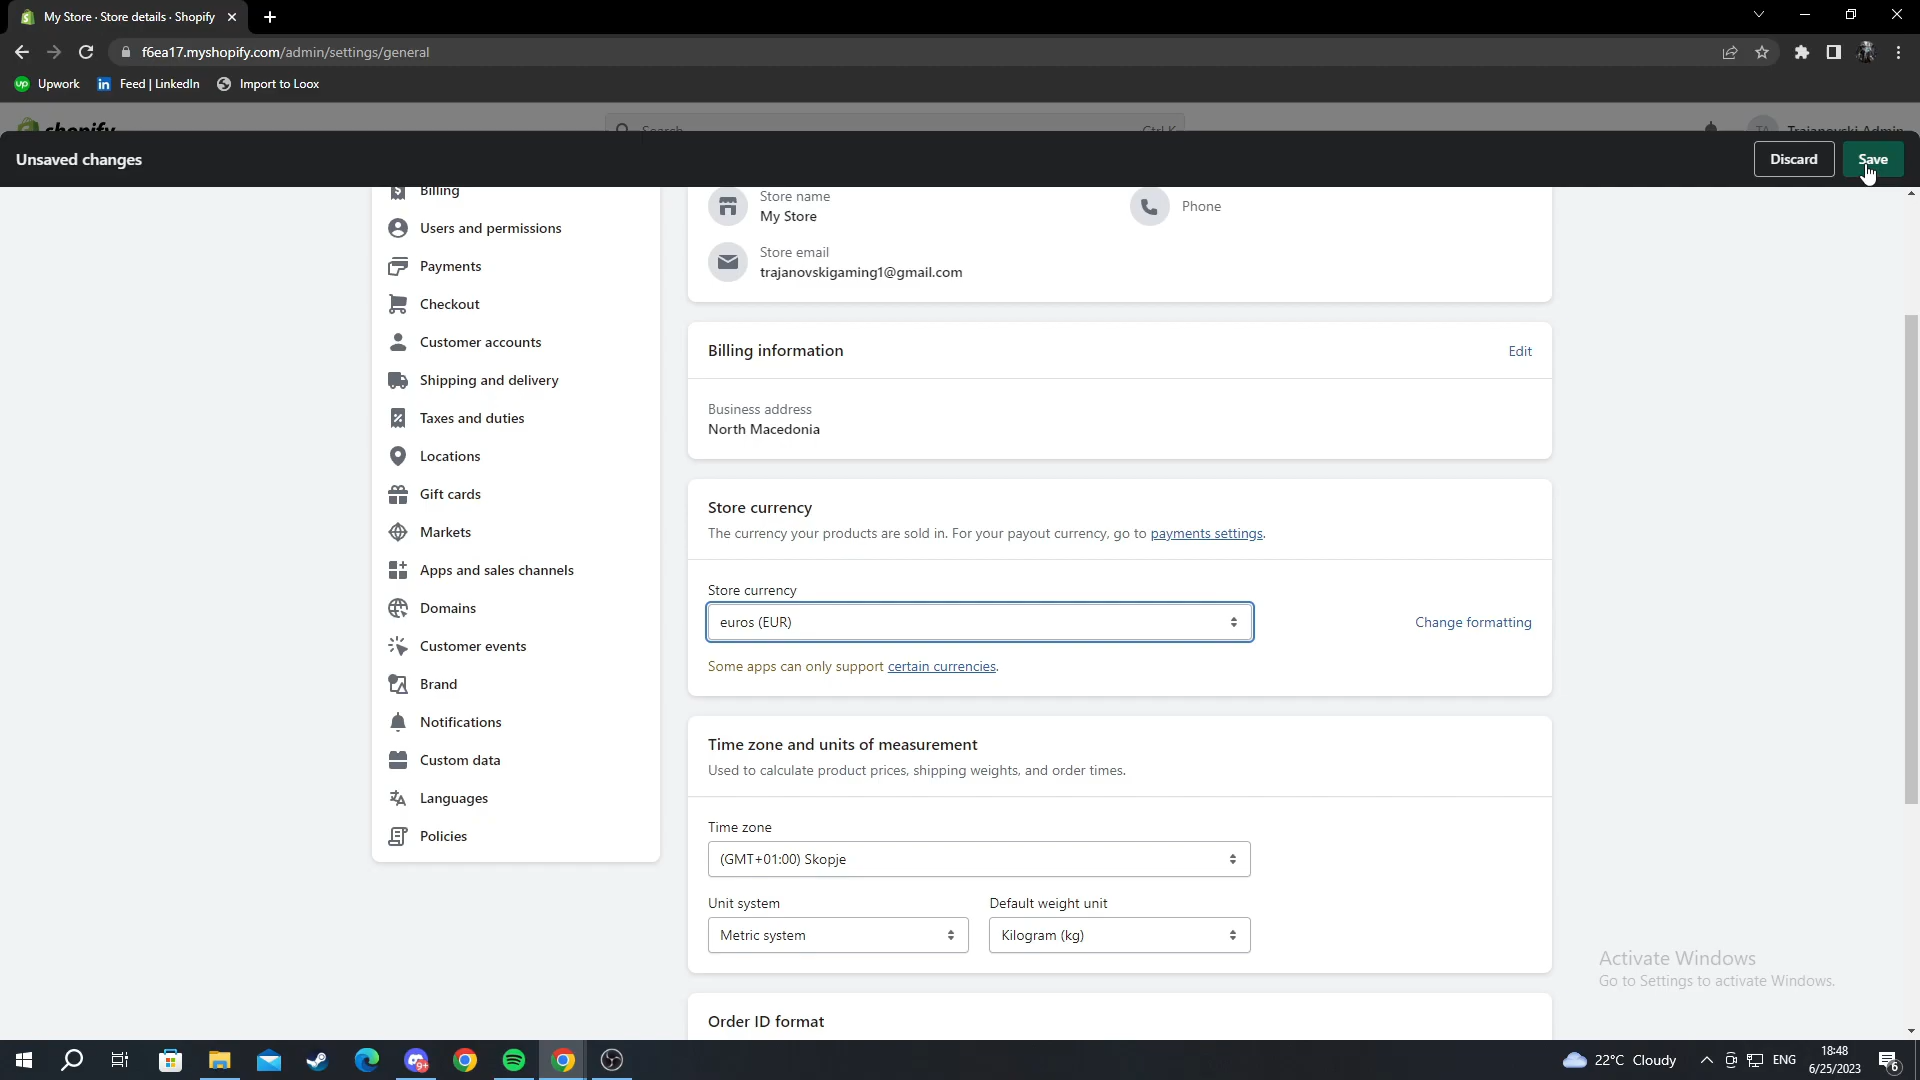 My Store · Store details · Shopify
f6ea17.myshopify.com/admin/settings/general
Upwork
Feed | LinkedIn
Import to Loox
shopify
Search
Ctrl K
TA
Trajanovski Admin
Unsaved changes
Discard
Save
Billing
Users and permissions
Payments
Checkout
Customer accounts
Shipping and delivery
Taxes and duties
Locations
Gift cards
Markets
Apps and sales channels
Domains
Customer events
Brand
Notifications
Custom data
Languages
Policies
Store name
My Store
Phone
Store email
trajanovskigaming1@gmail.com
Billing information
Edit
Business address
North Macedonia
Store currency
The currency your products are sold in. For your payout currency, go to payments settings.
Store currency
euros (EUR)
Change formatting
Some apps can only support certain currencies.
Time zone and units of measurement
Used to calculate product prices, shipping weights, and order times.
Time zone
(GMT+01:00) Skopje
Unit system
Default weight unit
Metric system
Kilogram (kg)
Order ID format
Activate Windows
Go to Settings to activate Windows.
22°C Cloudy
ENG
18:48
6/25/2023
6